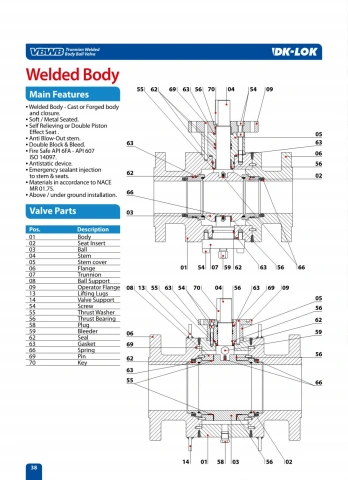 VBWB Trunnion Welded
Body Ball Valve
DK-LOK
Welded Body
Main Features
• Welded Body - Cast or Forged body
and closure.
• Soft / Metal Seated.
• Self Relieving or Double Piston
Effect Seat .
• Anti Blow-Out stem.
• Double Block & Bleed.
• Fire Safe API 6FA - API 607
ISO 14097.
• Antistatic device.
• Emergency sealant injection
to stem & seats.
• Materials in accordance to NACE
MR 01.75.
• Above / under ground installation.
Valve Parts
Pos. Description
01 Body
02 Seat Insert
03 Ball
04 Stem
05 Stem cover
06 Flange
07 Trunnion
08 Ball Support
09 Operator Flange
13 Lifting Lugs
14 Valve Support
54 Screw
55 Thrust Washer
56 Thrust Bearing
58 Plug
59 Bleeder
62 Seal
63 Gasket
66 Spring
69 Pin
70 Key
55 62 69 63 56 70 04 54 09
05
63
63
06
56
62
02
66
03
01 54 07 59 62 63 56 66
08 13 55 63 54 70 04 56 63 69 09
05
56
62
06
59
69
56
62
63
66
55
14 01 58 03 56 02
38